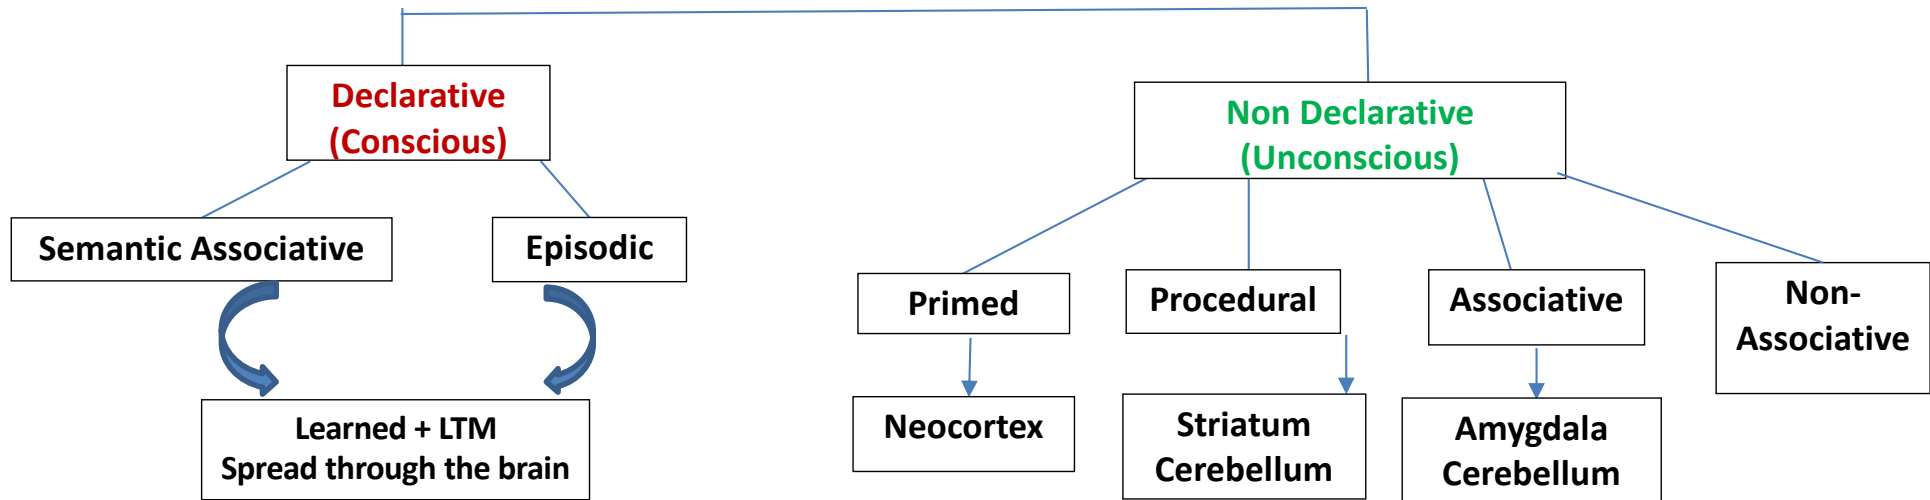 Declarative
(Conscious)
Non Declarative
(Unconscious)
Semantic Associative
Episodic
Primed
Procedural
Associative
Non-
Associative
Learned + LTM
Spread through the brain
Neocortex
Striatum
Cerebellum
Amygdala
Cerebellum